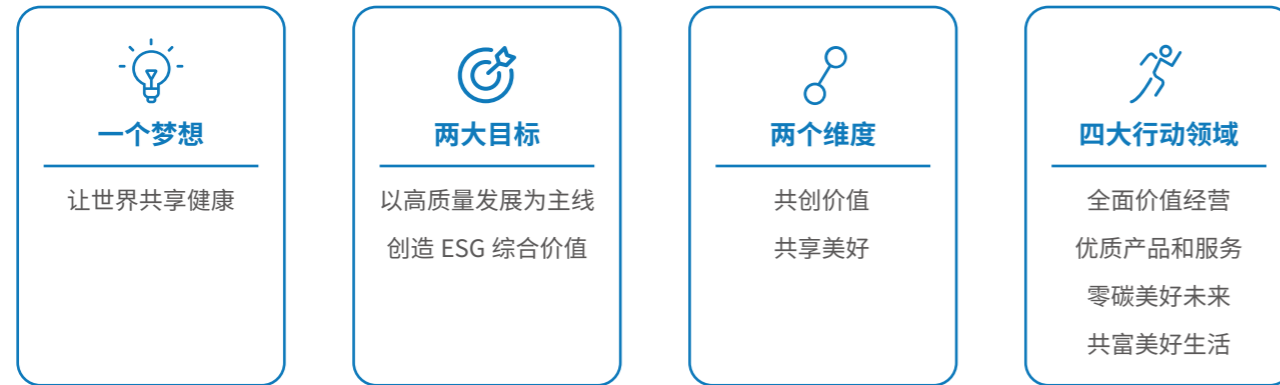 一个梦想
让世界共享健康
两大目标
以高质量发展为主线
创造 ESG 综合价值
两个维度
共创价值
共享美好
四大行动领域
全面价值经营
优质产品和服务
零碳美好未来
共富美好生活